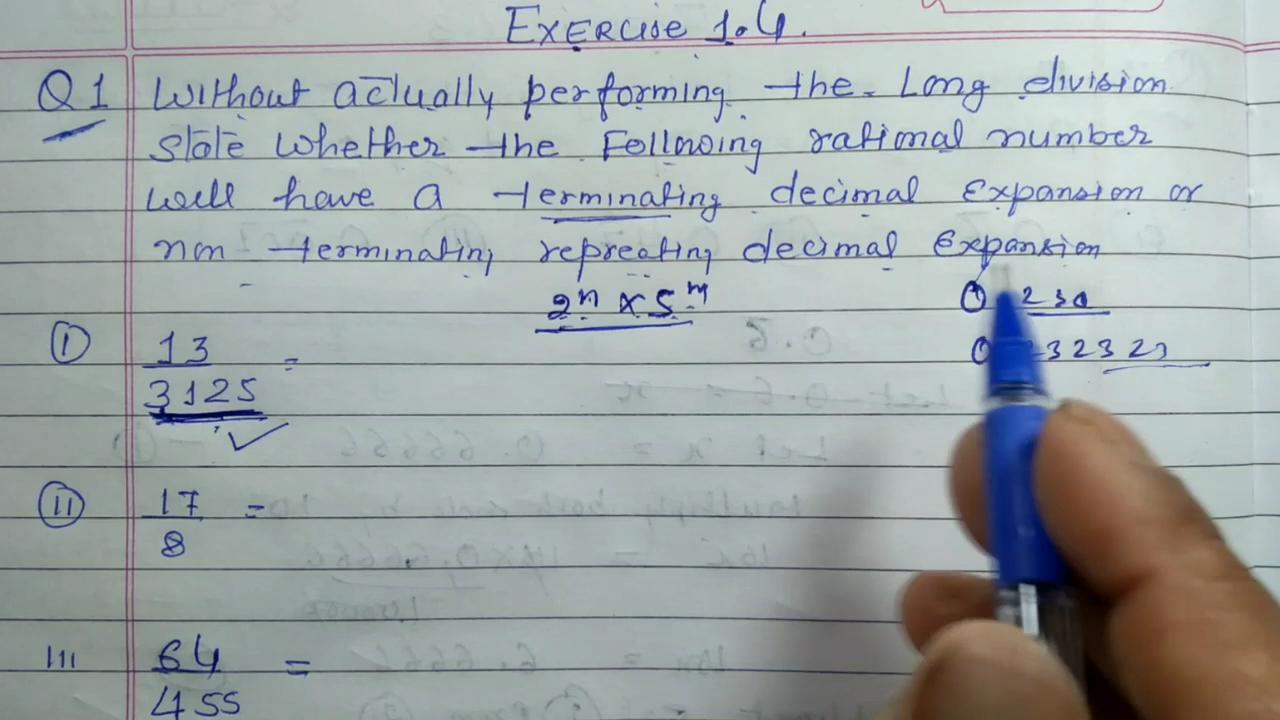 Exercise 1.4.
Q1 Without actually performing the Long division
state whether the Following rational number
will have a terminating decimal expansion or
non terminating repreating decimal Expansion
2ⁿ × 5ᵐ
(i) 13/3125 =
(ii) 17/8 =
III 64/455 =